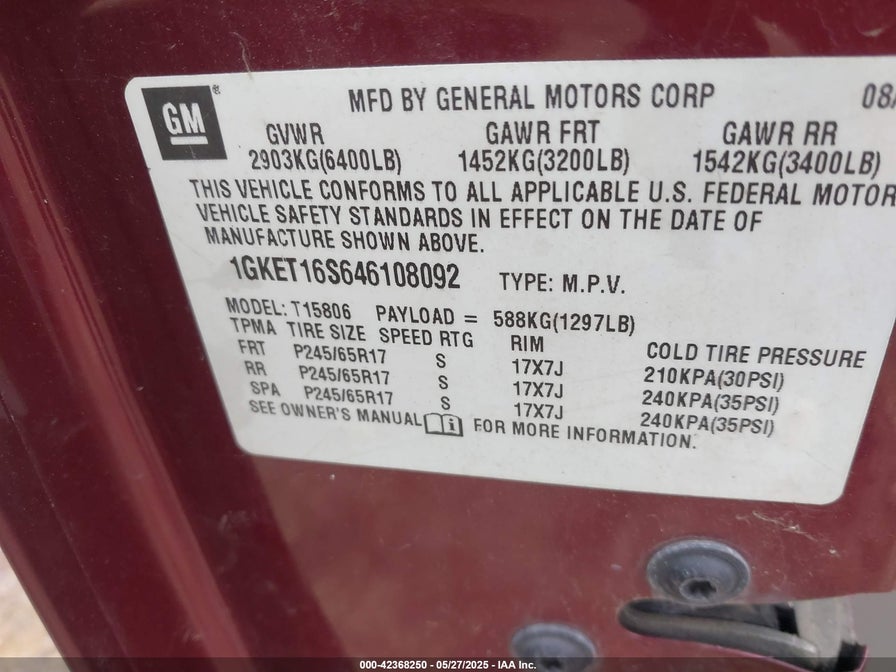 GM
MFD BY GENERAL MOTORS CORP 08/
GVWR GAWR FRT GAWR RR
2903KG(6400LB) 1452KG(3200LB) 1542KG(3400LB)
THIS VEHICLE CONFORMS TO ALL APPLICABLE U.S. FEDERAL MOTOR
VEHICLE SAFETY STANDARDS IN EFFECT ON THE DATE OF
MANUFACTURE SHOWN ABOVE.
1GKET16S646108092 TYPE: M.P.V.
MODEL: T15806 PAYLOAD = 588KG(1297LB)
TPMA TIRE SIZE SPEED RTG RIM COLD TIRE PRESSURE
FRT P245/65R17 S 17X7J 210KPA(30PSI)
RR P245/65R17 S 17X7J 240KPA(35PSI)
SPA P245/65R17 S 17X7J 240KPA(35PSI)
SEE OWNER'S MANUAL FOR MORE INFORMATION.
000-42368250 - 05/27/2025 - IAA Inc.